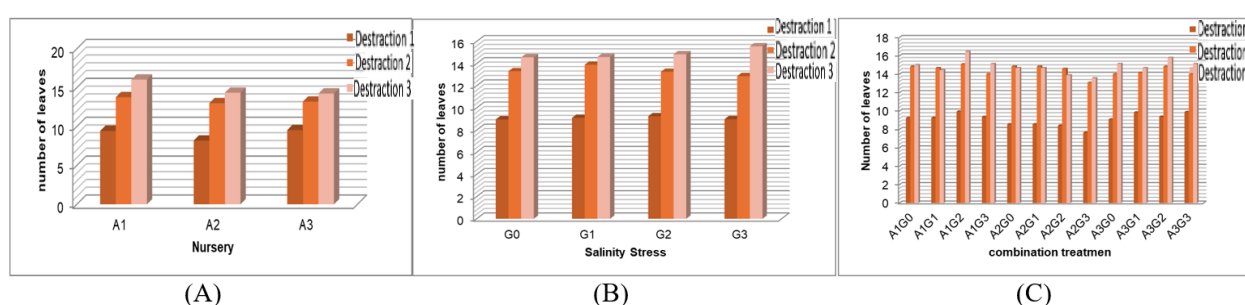 Destraction 1
Destraction 2
Destraction 3
number of leaves
20
15
10
5
0
A1
A2
A3
Nursery
(A)
Destraction 1
Destraction 2
Destraction 3
number of leaves
16
14
12
10
8
6
4
2
0
G0
G1
G2
G3
Salinity Stress
(B)
Destraction
Destraction
Destraction
Number of leaves
18
16
14
12
10
8
6
4
2
0
A1G0
A1G1
A1G2
A1G3
A2G0
A2G1
A2G2
A2G3
A3G0
A3G1
A3G2
A3G3
combination treatmen
(C)